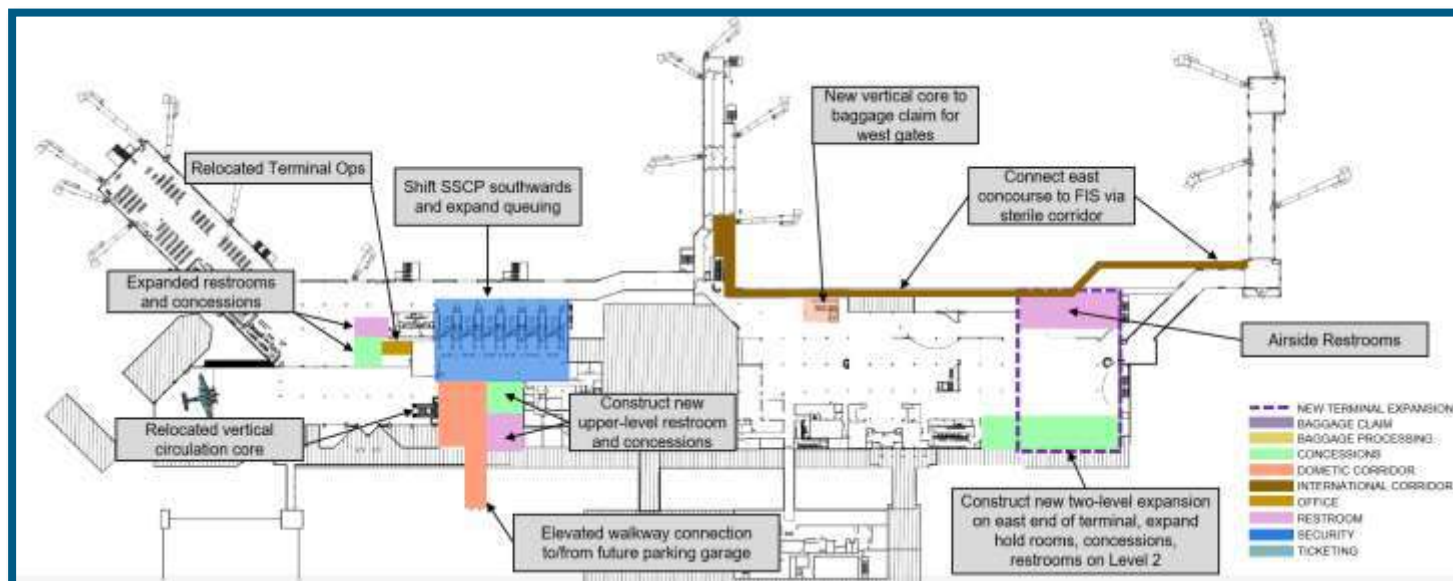 New vertical core to
baggage claim for
west gates
Relocated Terminal Ops
Shift SSCP southwards
and expand queuing
Connect east
concourse to FIS via
sterile corridor
Expanded restrooms
and concessions
Airside Restrooms
Relocated vertical
circulation core
Construct new
upper-level restroom
and concessions
Elevated walkway connection
to/from future parking garage
Construct new two-level expansion
on east end of terminal, expand
hold rooms, concessions,
restrooms on Level 2
NEW TERMINAL EXPANSION
BAGGAGE CLAIM
BAGGAGE PROCESSING
CONCESSIONS
DOMETIC CORRIDOR
INTERNATIONAL CORRIDOR
OFFICE
RESTROOM
SECURITY
TICKETING